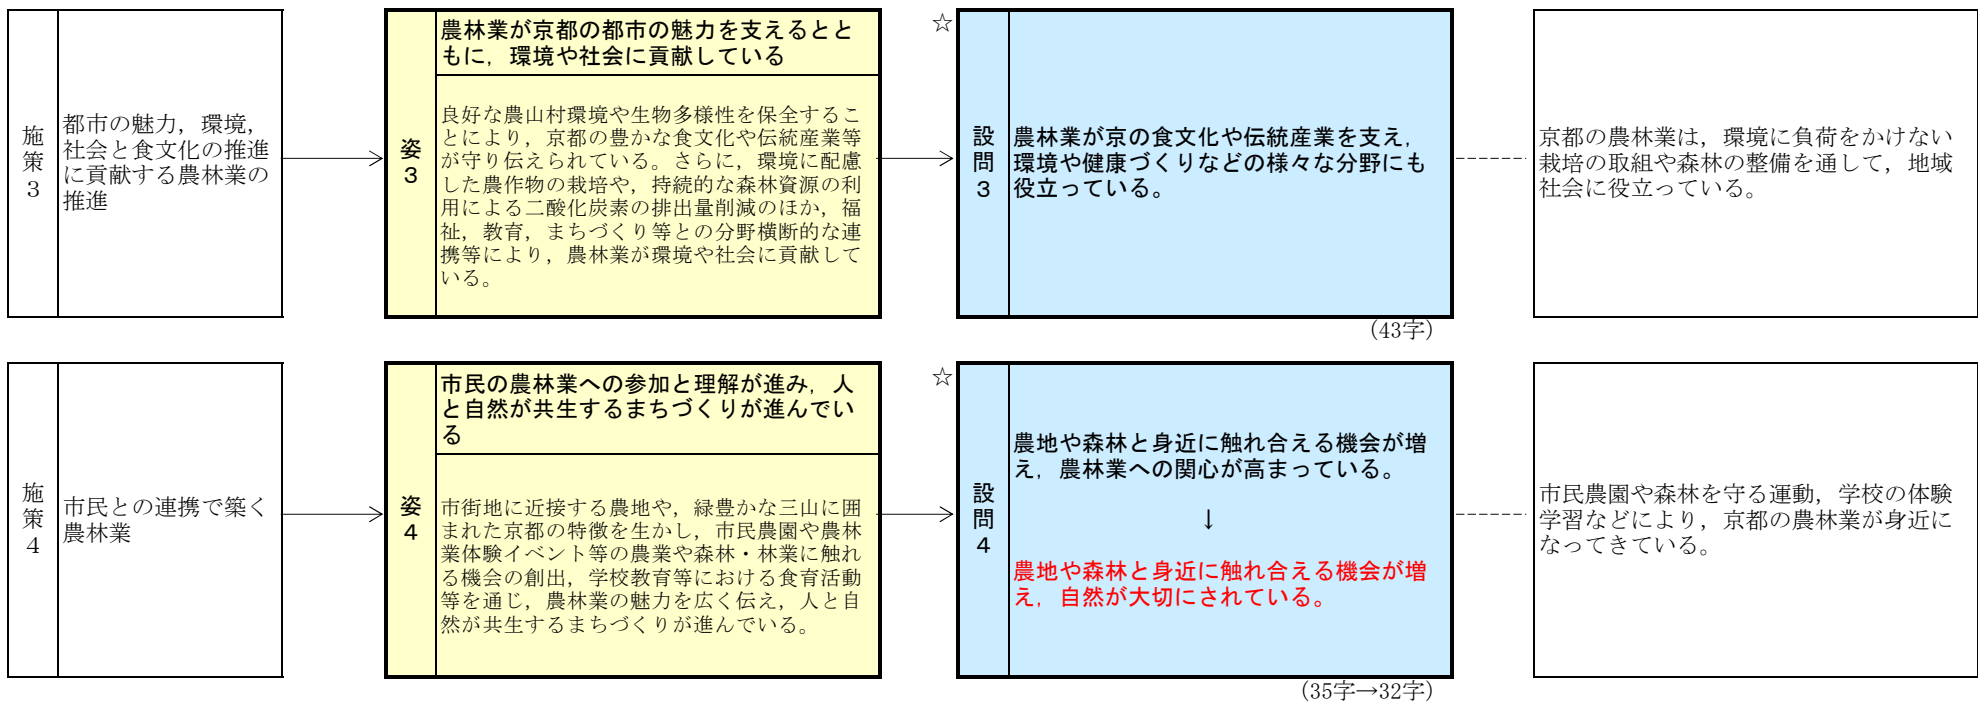 施
策
３
都市の魅力，環境，
社会と食文化の推進
に貢献する農林業の
推進
姿
３
農林業が京都の都市の魅力を支えるとと
もに，環境や社会に貢献している
良好な農山村環境や生物多様性を保全するこ
とにより，京都の豊かな食文化や伝統産業等
が守り伝えられている。さらに，環境に配慮
した農作物の栽培や，持続的な森林資源の利
用による二酸化炭素の排出量削減のほか，福
祉，教育，まちづくり等との分野横断的な連
携等により，農林業が環境や社会に貢献して
いる。
☆
設
問
３
農林業が京の食文化や伝統産業を支え，
環境や健康づくりなどの様々な分野にも
役立っている。
（43字）
京都の農林業は，環境に負荷をかけない
栽培の取組や森林の整備を通して，地域
社会に役立っている。
施
策
４
市民との連携で築く
農林業
姿
４
市民の農林業への参加と理解が進み，人
と自然が共生するまちづくりが進んでい
る
市街地に近接する農地や，緑豊かな三山に囲
まれた京都の特徴を生かし，市民農園や農林
業体験イベント等の農業や森林・林業に触れ
る機会の創出，学校教育等における食育活動
等を通じ，農林業の魅力を広く伝え，人と自
然が共生するまちづくりが進んでいる。
☆
設
問
４
農地や森林と身近に触れ合える機会が増
え，農林業への関心が高まっている。
↓
農地や森林と身近に触れ合える機会が増
え，自然が大切にされている。
（35字→32字）
市民農園や森林を守る運動，学校の体験
学習などにより，京都の農林業が身近に
なってきている。